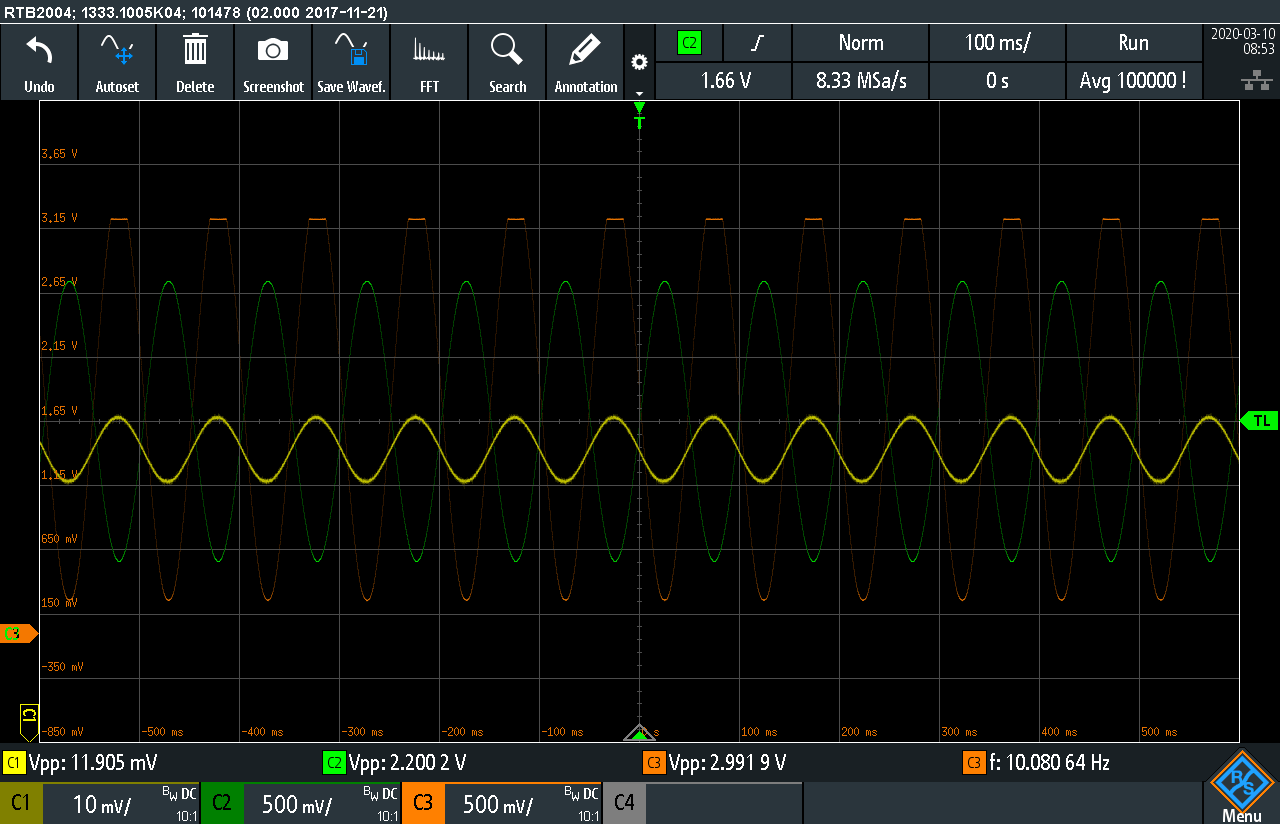 RTB2004; 1333.1005K04; 101478 (02.000 2017-11-21)
Undo
Autoset
Delete
Screenshot
Save Wavef.
FFT
Search
Annotation
C2
Norm
100 ms/
Run
2020-03-10
08:53
1.66 V
8.33 MSa/s
0 s
Avg 100000 !
T
3.65 V
3.15 V
2.65 V
2.15 V
1.65 V
TL
1.15 V
650 mV
150 mV
C3
-350 mV
C1
-850 mV
-500 ms
-400 ms
-300 ms
-200 ms
-100 ms
s
100 ms
200 ms
300 ms
400 ms
500 ms
C1 Vpp: 11.905 mV
C2 Vpp: 2.200 2 V
C3 Vpp: 2.991 9 V
C3 f: 10.080 64 Hz
C1 10 mV/ BW DC 10:1
C2 500 mV/ BW DC 10:1
C3 500 mV/ BW DC 10:1
C4
R S
Menu